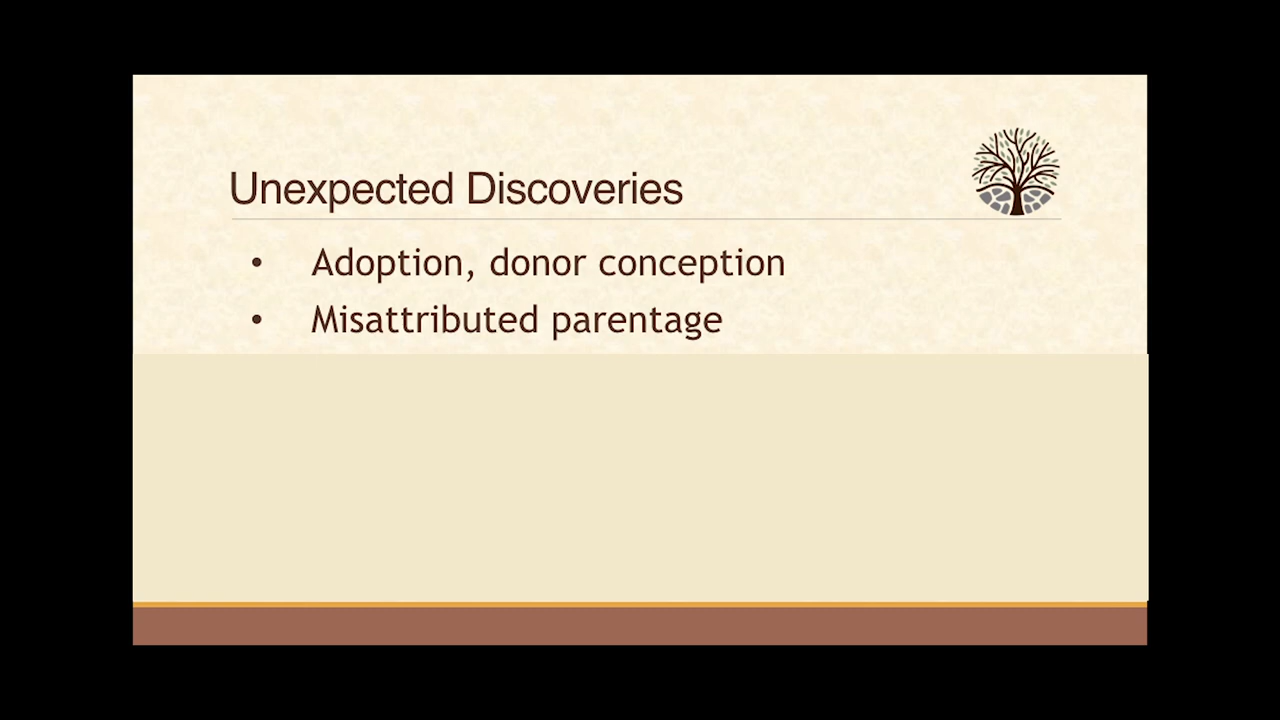 Unexpected Discoveries
• Adoption, donor conception
• Misattributed parentage